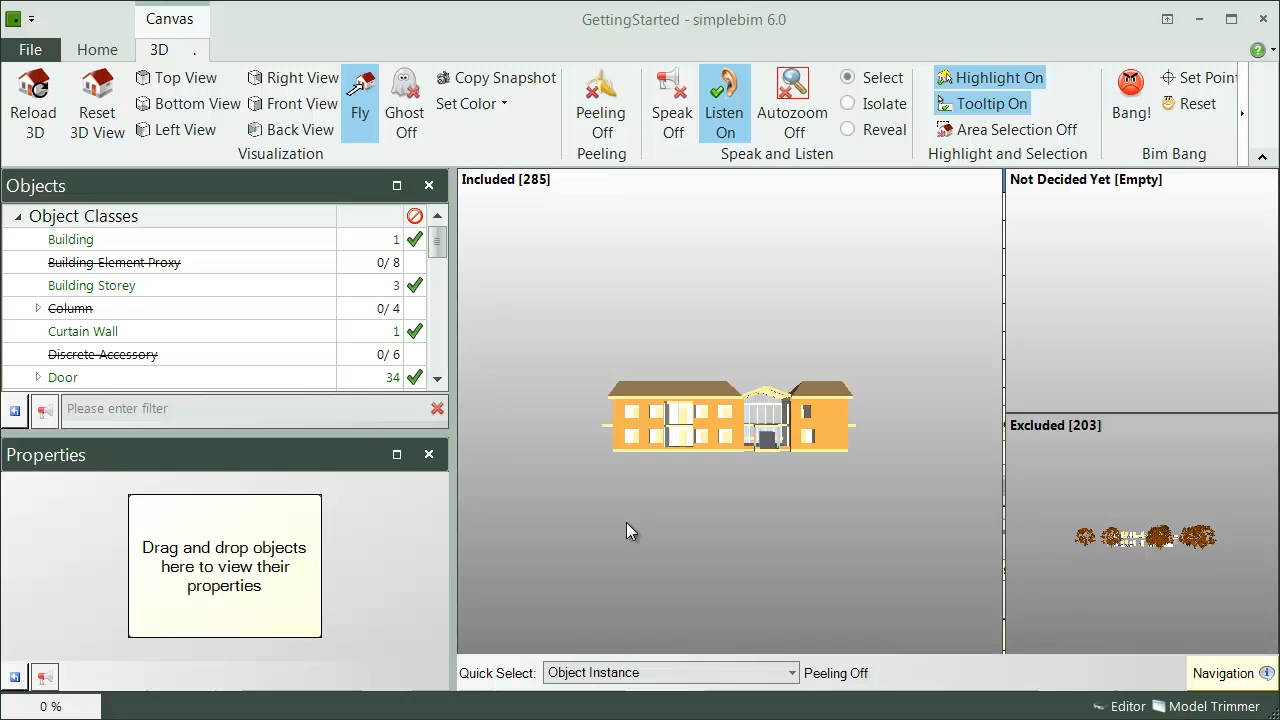 Canvas
GettingStarted - simplebim 6.0
File
Home
3D
Reload 3D
Reset 3D View
Top View
Bottom View
Left View
Right View
Front View
Back View
Fly
Ghost Off
Copy Snapshot
Set Color
Visualization
Peeling Off
Peeling
Speak Off
Listen On
Autozoom Off
Select
Isolate
Reveal
Speak and Listen
Highlight On
Tooltip On
Area Selection Off
Highlight and Selection
Bang!
Set Point
Reset
Bim Bang
Objects
Object Classes
Building 1
Building Element Proxy 0/ 8
Building Storey 3
Column 0/ 4
Curtain Wall 1
Discrete Accessory 0/ 6
Door 34
Please enter filter
Properties
Drag and drop objects
here to view their
properties
Included [285]
Not Decided Yet [Empty]
Excluded [203]
Quick Select: Object Instance Peeling Off
Navigation
0 %
Editor Model Trimmer